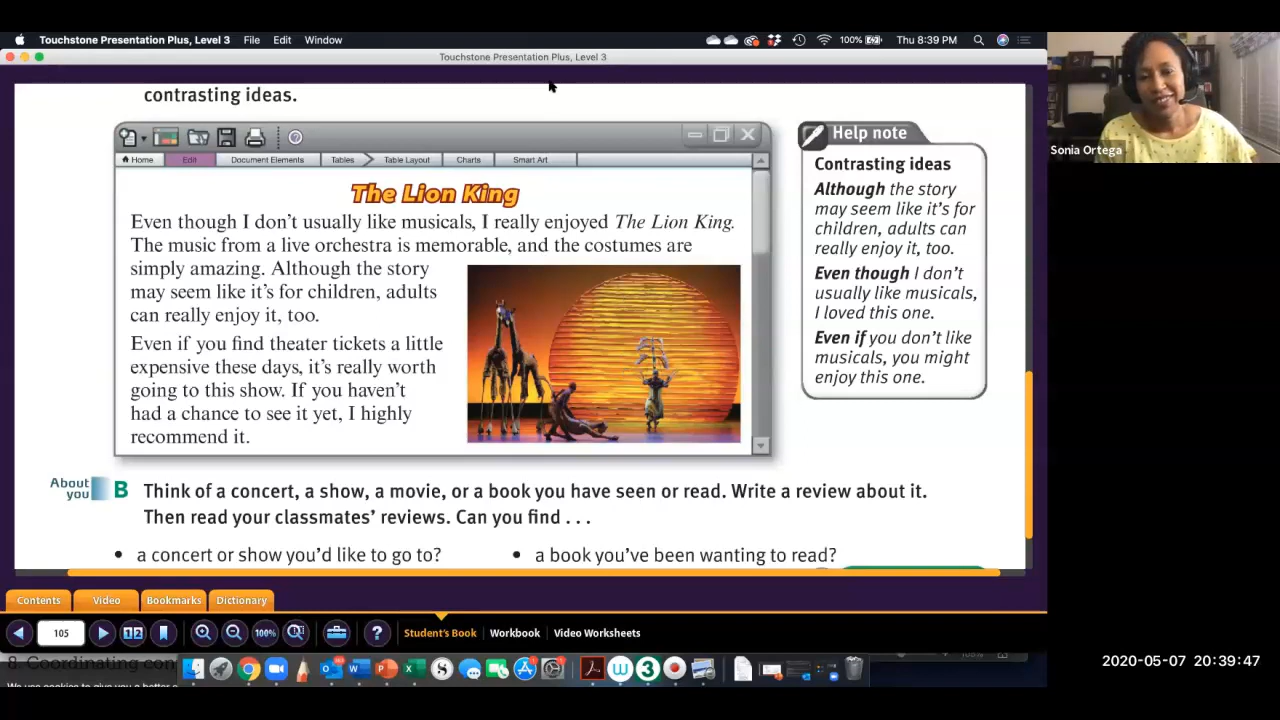 Touchstone Presentation Plus, Level 3 File Edit Window 100% Thu 8:39 PM
Touchstone Presentation Plus, Level 3
Sonia Ortega
contrasting ideas.
Home Edit Document Elements Tables Table Layout Charts Smart Art
The Lion King
Even though I don't usually like musicals, I really enjoyed The Lion King.
The music from a live orchestra is memorable, and the costumes are
simply amazing. Although the story
may seem like it's for children, adults
can really enjoy it, too.
Even if you find theater tickets a little
expensive these days, it's really worth
going to this show. If you haven't
had a chance to see it yet, I highly
recommend it.
Help note
Contrasting ideas
Although the story
may seem like it's for
children, adults can
really enjoy it, too.
Even though I don't
usually like musicals,
I loved this one.
Even if you don't like
musicals, you might
enjoy this one.
About
you
B Think of a concert, a show, a movie, or a book you have seen or read. Write a review about it.
Then read your classmates' reviews. Can you find . . .
• a concert or show you'd like to go to? • a book you've been wanting to read?
Contents Video Bookmarks Dictionary
105 12 100% ? Student's Book Workbook Video Worksheets
8. Coordinating con
2020-05-07 20:39:47